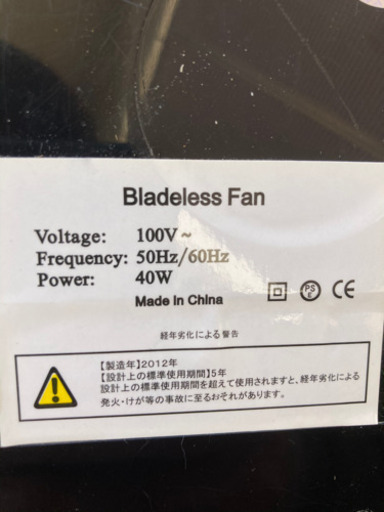 Bladeless Fan
Voltage: 100V~
Frequency: 50Hz/60Hz
Power: 40W
Made In China
PS
E
CE
経年劣化による警告
【製造年】2012年
【設計上の標準使用期間】5年
設計上の標準使用期間を超えて使用されますと、経年劣化による
発火・けが等の事故に至るおそれがあります。